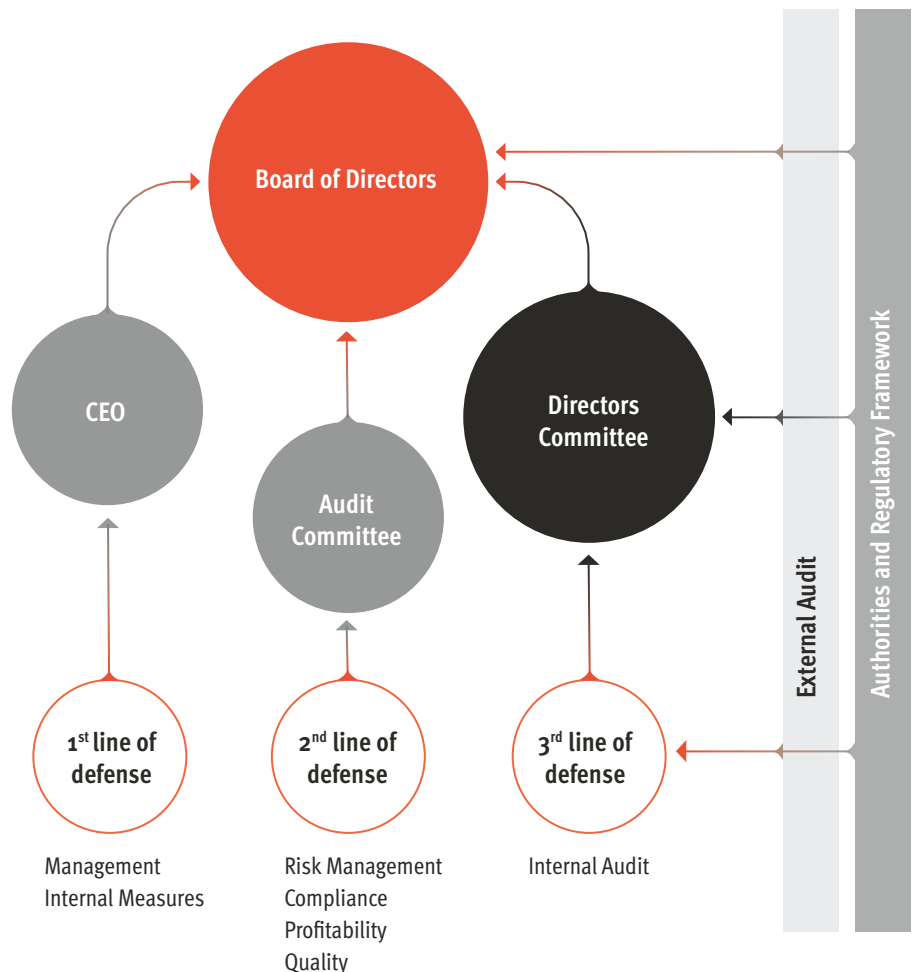 Board of Directors
CEO
Directors
Committee
Audit
Committee
1st line of
defense
2nd line of
defense
3rd line of
defense
Management
Internal Measures
Risk Management
Compliance
Profitability
Quality
Internal Audit
External Audit
Authorities and Regulatory Framework